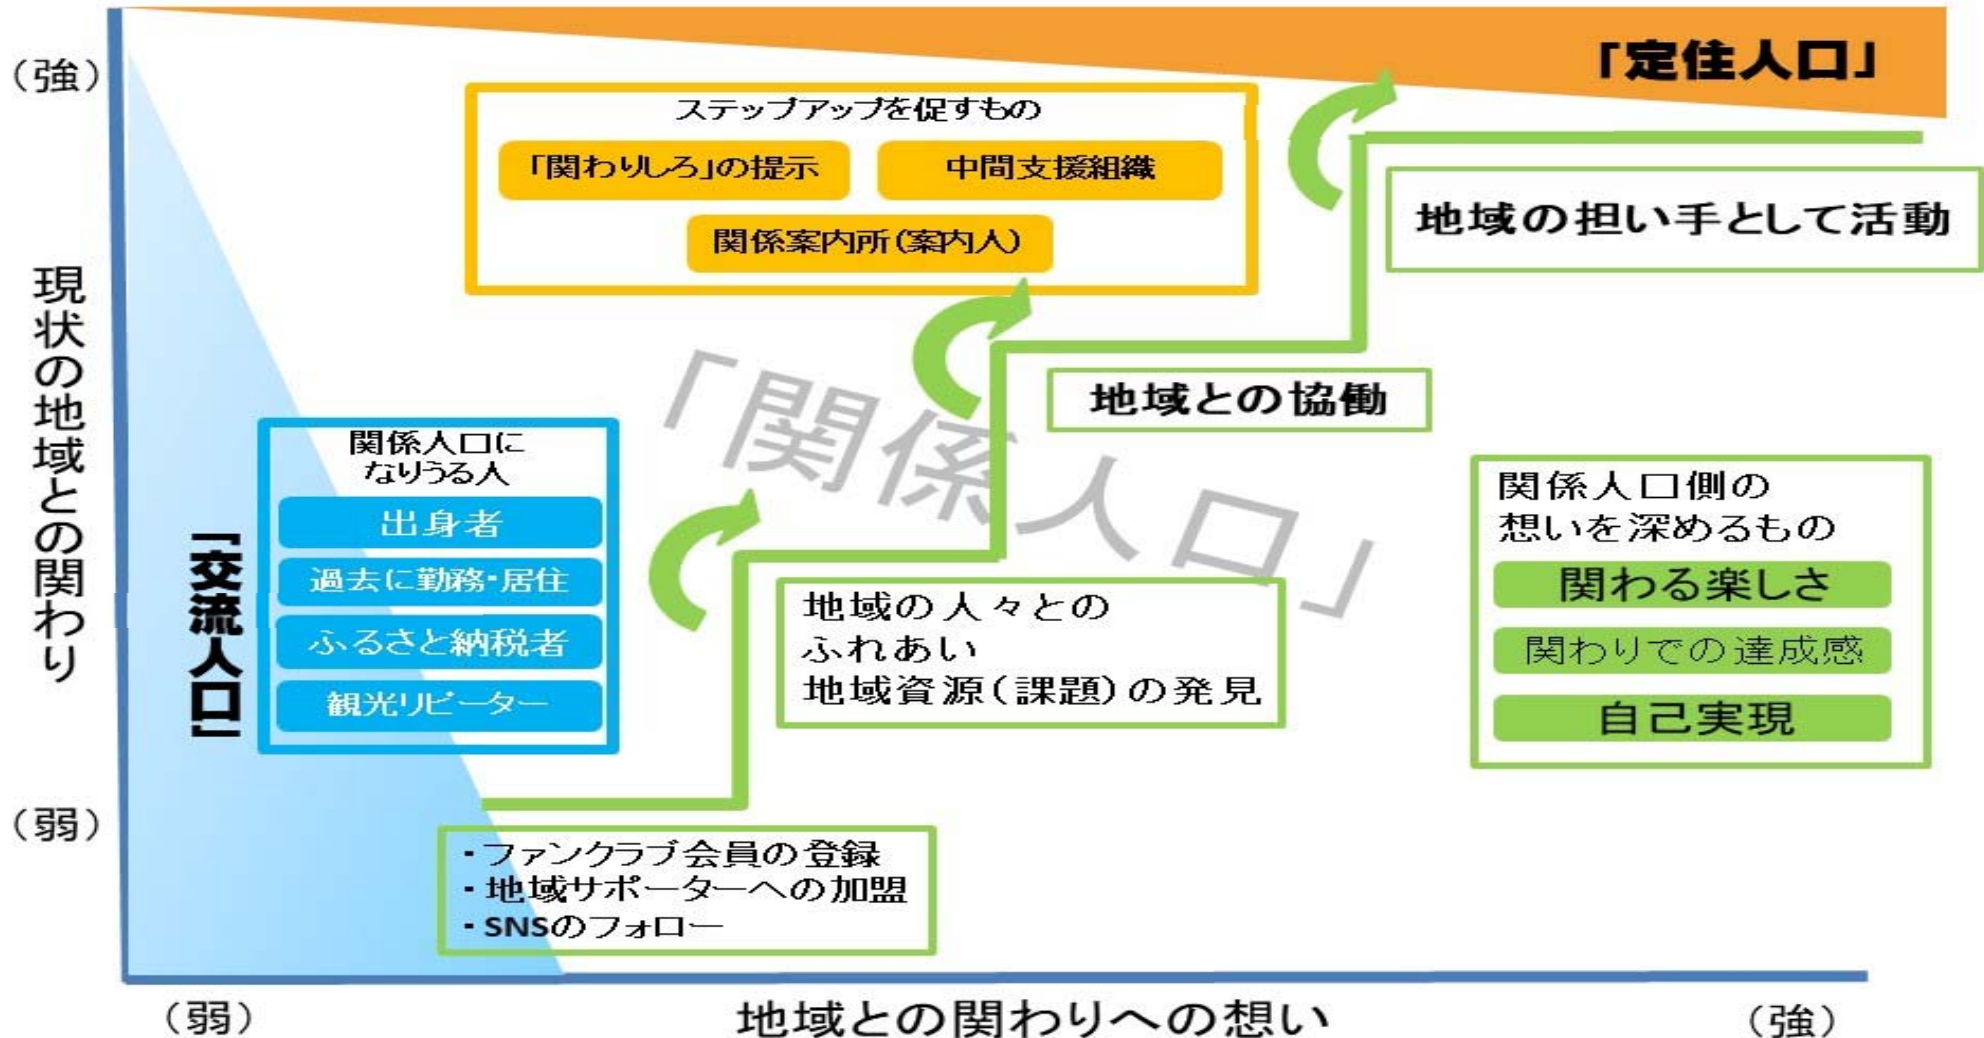 （強）
「定住人口」
ステップアップを促すもの
「関わりしろ」の提示
中間支援組織
関係案内所（案内人）
地域の担い手として活動
現状の地域との関わり
「関係人口」
地域との協働
「交流人口」
関係人口に
なりうる人
出身者
過去に勤務・居住
ふるさと納税者
観光リピーター
地域の人々との
ふれあい
地域資源（課題）の発見
関係人口側の
想いを深めるもの
関わる楽しさ
関わりでの達成感
自己実現
（弱）
・ファンクラブ会員の登録
・地域サポーターへの加盟
・SNSのフォロー
（弱）
地域との関わりへの想い
（強）